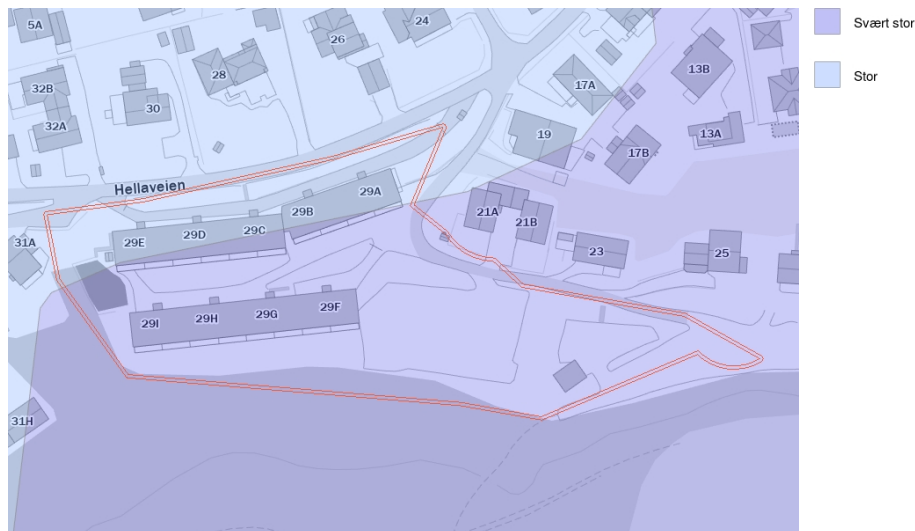 5A
24
26
28
32B
30
32A
17A
13B
19
13A
17B
Hellaveien
29A
29B
29C
29D
29E
31A
21A
21B
23
25
29F
29G
29H
29I
31H
Svært stor
Stor